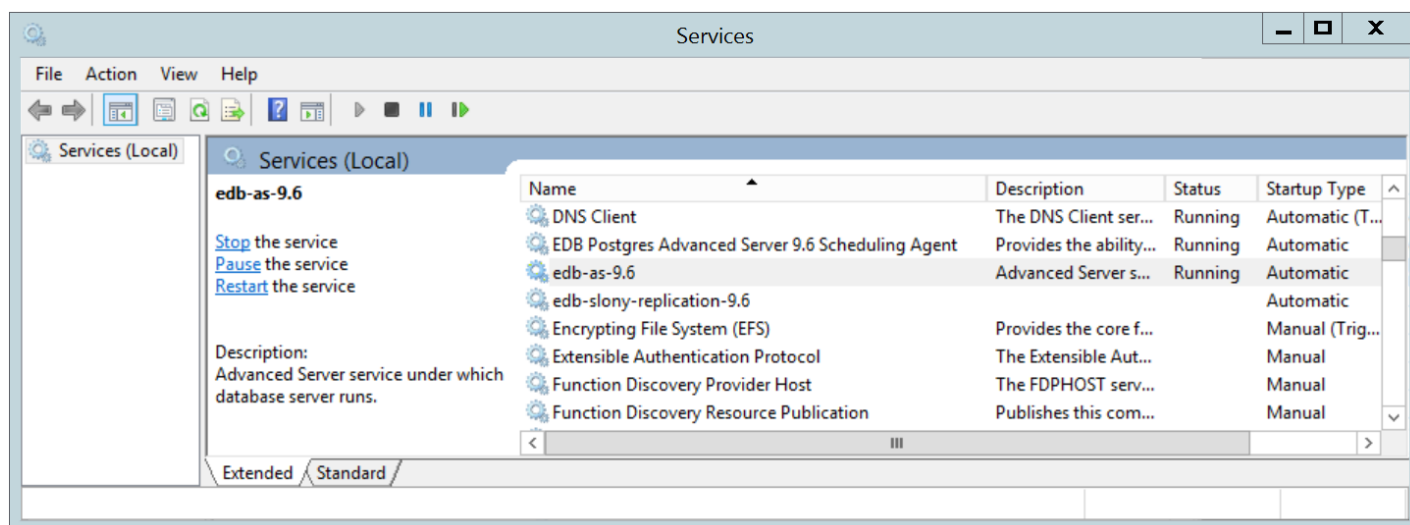 Services
File Action View Help
Services (Local)
Services (Local)
edb-as-9.6
Stop the service
Pause the service
Restart the service
Description:
Advanced Server service under which
database server runs.
Name Description Status Startup Type
DNS Client The DNS Client ser... Running Automatic (T...
EDB Postgres Advanced Server 9.6 Scheduling Agent Provides the ability... Running Automatic
edb-as-9.6 Advanced Server s... Running Automatic
edb-slony-replication-9.6 Automatic
Encrypting File System (EFS) Provides the core f... Manual (Trig...
Extensible Authentication Protocol The Extensible Aut... Manual
Function Discovery Provider Host The FDPHOST serv... Manual
Function Discovery Resource Publication Publishes this com... Manual
Extended Standard